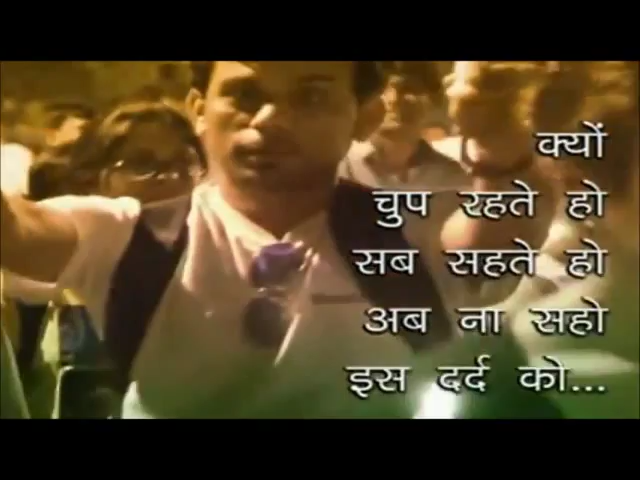 क्यों
चुप रहते हो
सब सहते हो
अब ना सहो
इस दर्द को...